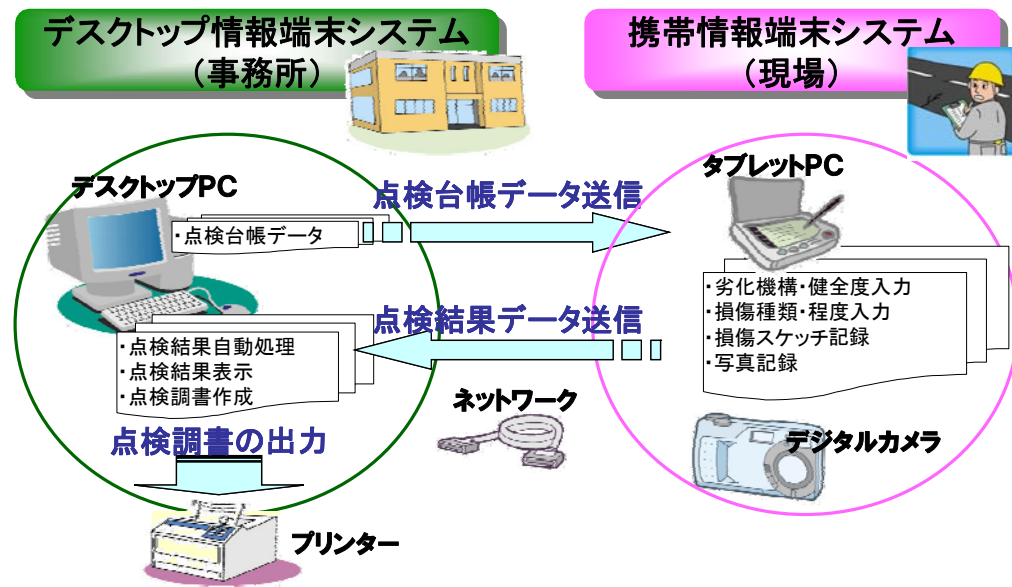 デスクトップ情報端末システム
（事務所）
携帯情報端末システム
（現場）
デスクトップPC
・点検台帳データ
点検台帳データ送信
タブレットPC
・劣化機構・健全度入力
・損傷種類・程度入力
・損傷スケッチ記録
・写真記録
点検結果データ送信
・点検結果自動処理
・点検結果表示
・点検調書作成
ネットワーク
デジタルカメラ
点検調書の出力
プリンター